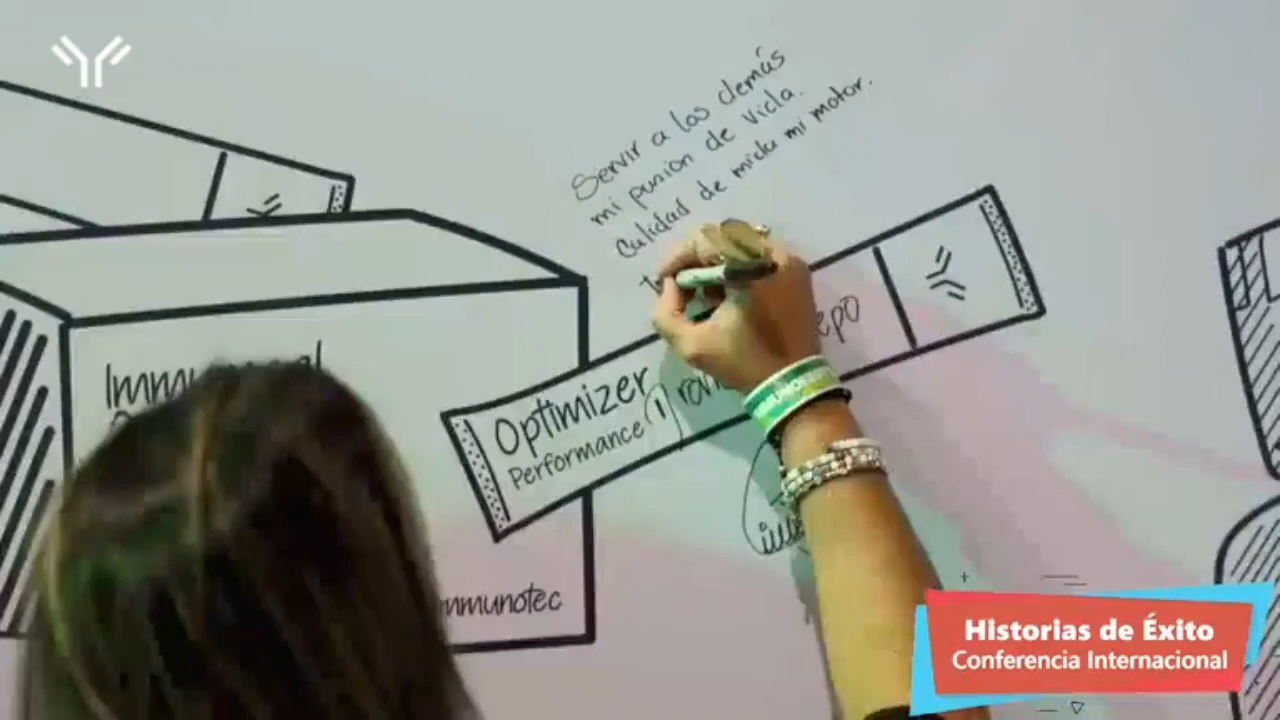 Servir a los demás
mi pasión de vida.
Calidad de vida mi motor.
Optimizer
Performance
mmunotec
Historias de Éxito
Conferencia Internacional